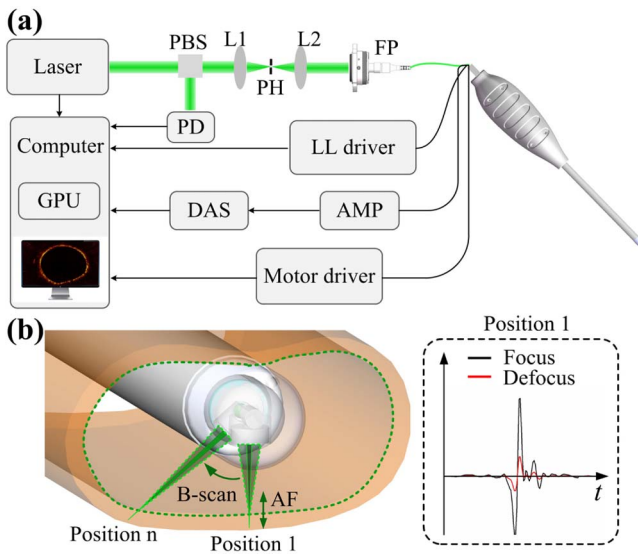 (a)
PBS
L1
L2
FP
Laser
PH
PD
Computer
LL driver
GPU
DAS
AMP
Motor driver
(b)
Position 1
Focus
Defocus
B-scan
AF
t
Position n
Position 1